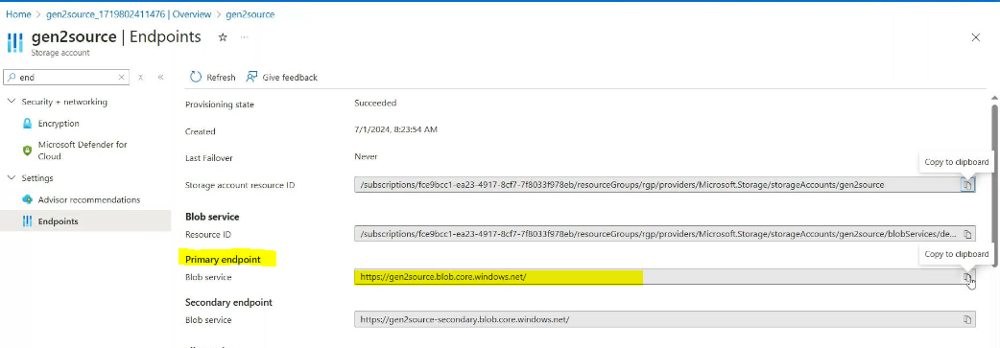 Home > gen2source_1719802411476 | Overview > gen2source
gen2source | Endpoints ☆ ...
Storage account
end
Refresh Give feedback
Security + networking
Encryption
Microsoft Defender for
Cloud
Settings
Advisor recommendations
Endpoints
Provisioning state Succeeded
Created 7/1/2024, 8:23:54 AM
Last Failover Never
Copy to clipboard
Storage account resource ID /subscriptions/fce9bcc1-ea23-4917-8cf7-7f8033f978eb/resourceGroups/rgp/providers/Microsoft.Storage/storageAccounts/gen2source
Blob service
Resource ID /subscriptions/fce9bcc1-ea23-4917-8cf7-7f8033f978eb/resourceGroups/rgp/providers/Microsoft.Storage/storageAccounts/gen2source/blobServices/de...
Copy to clipboard
Primary endpoint
Blob service https://gen2source.blob.core.windows.net/
Secondary endpoint
Blob service https://gen2source-secondary.blob.core.windows.net/